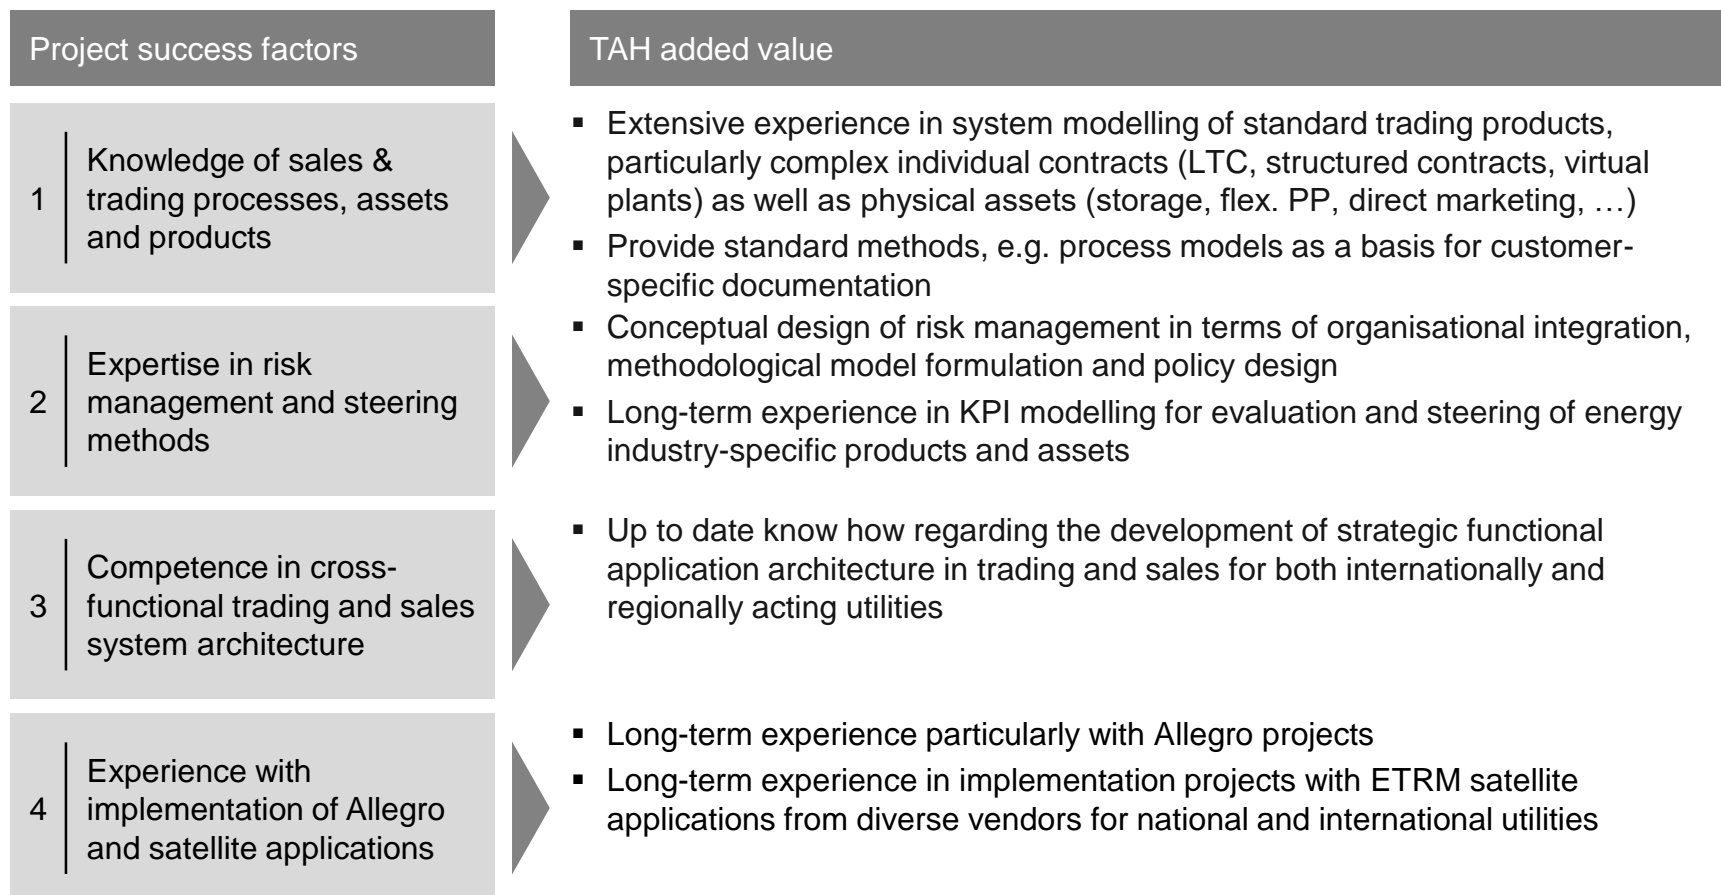 Project success factors
TAH added value
1
Knowledge of sales &
trading processes, assets
and products
▪ Extensive experience in system modelling of standard trading products,
particularly complex individual contracts (LTC, structured contracts, virtual
plants) as well as physical assets (storage, flex. PP, direct marketing, …)
▪ Provide standard methods, e.g. process models as a basis for customer-
specific documentation
2
Expertise in risk
management and steering
methods
▪ Conceptual design of risk management in terms of organisational integration,
methodological model formulation and policy design
▪ Long-term experience in KPI modelling for evaluation and steering of energy
industry-specific products and assets
3
Competence in cross-
functional trading and sales
system architecture
▪ Up to date know how regarding the development of strategic functional
application architecture in trading and sales for both internationally and
regionally acting utilities
4
Experience with
implementation of Allegro
and satellite applications
▪ Long-term experience particularly with Allegro projects
▪ Long-term experience in implementation projects with ETRM satellite
applications from diverse vendors for national and international utilities